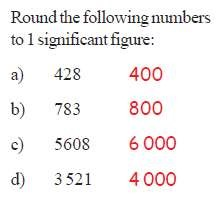 Round the following numbers
to 1 significant figure:
a) 428 400
b) 783 800
c) 5608 6 000
d) 3 521 4 000